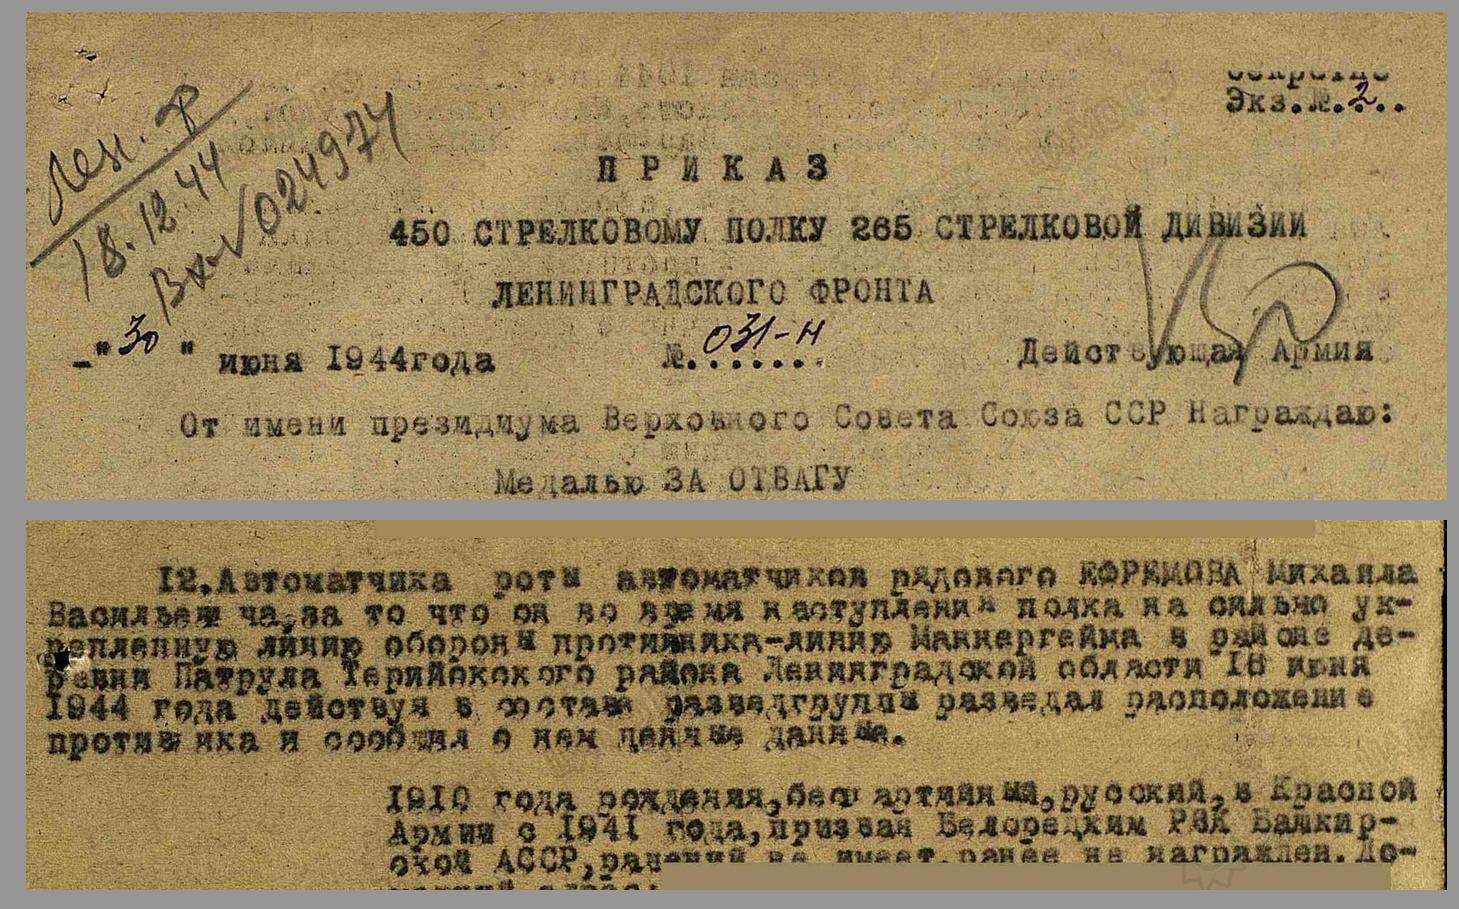 Секретно
Экз.№.2..
Лен. Ф
18.12.44
Вх 024974
П Р И К А З
450 СТРЕЛКОВОМУ ПОЛКУ 265 СТРЕЛКОВОЙ ДИВИЗИИ
ЛЕНИНГРАДСКОГО ФРОНТА
-"30" июня 1944года №.031-н Действующая Армия
От имени президиума Верховного Совета Союза ССР Награждаю:
Медалью ЗА ОТВАГУ
12.Автоматчика роты автоматчиков рядового ЕФРЕМОВА Михаила
Васильевича,за то что он во время наступления полка на сильно ук-
репленную линию обороны противника-линию Маннергейма в районе де-
ревни Патрула Терийокского района Ленинградской области 16 июня
1944 года действуя в составе разведгруппы разведал расположение
противника и сообщил о нем ценные данные.
1910 года рождения,беспартийный,русский,в Красной
Армии с 1941 года,призван Белорецким РВК Башкир-
ской АССР,ранений не имеет,ранее не награжден.До-
машний адрес: